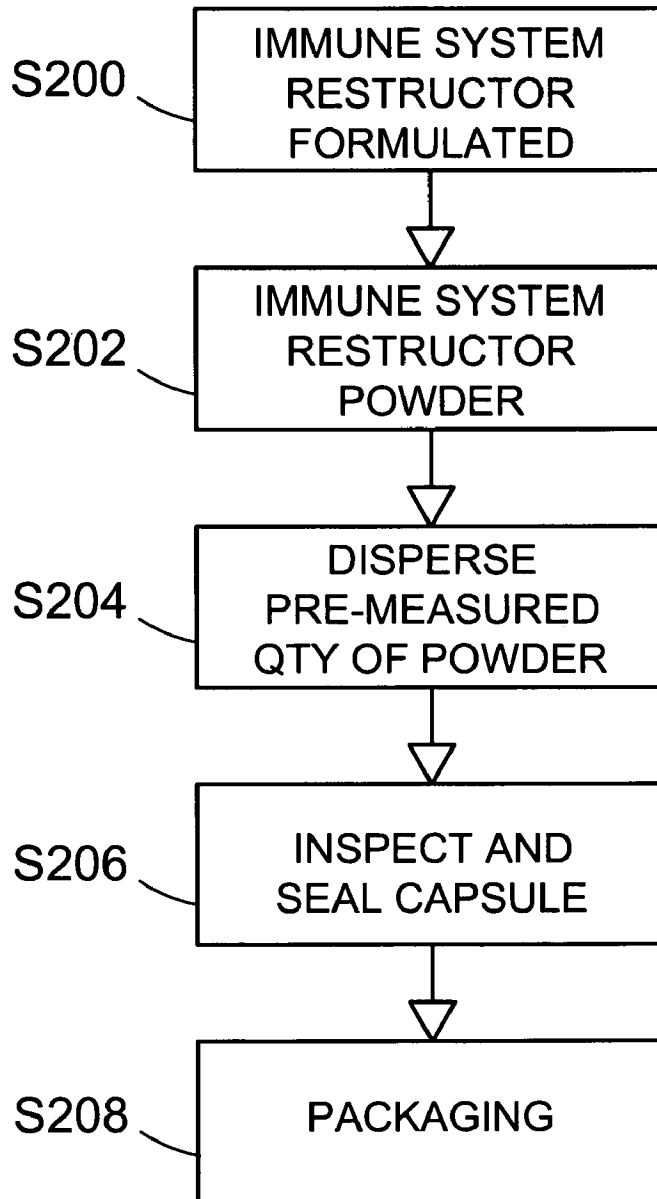 S200
IMMUNE SYSTEM
RESTRUCTOR
FORMULATED
S202
IMMUNE SYSTEM
RESTRUCTOR
POWDER
S204
DISPERSE
PRE-MEASURED
QTY OF POWDER
S206
INSPECT AND
SEAL CAPSULE
S208
PACKAGING